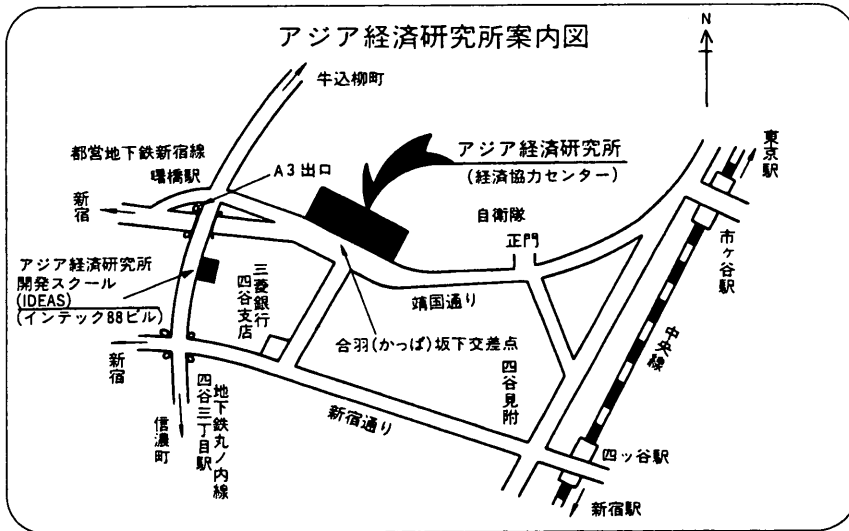 アジア経済研究所案内図
N
牛込柳町
都営地下鉄新宿線
曙橋駅
A3出口
アジア経済研究所
(経済協力センター)
東京駅
新宿
自衛隊
正門
市ヶ谷駅
アジア経済研究所
開発スクール
(IDEAS)
(インテック88ビル)
三菱銀行
四谷支店
靖国通り
合羽(かっぱ)坂下交差点
中央線
新宿
四谷見附
新宿通り
信濃町
地下鉄丸ノ内線
四谷三丁目駅
四ッ谷駅
新宿駅